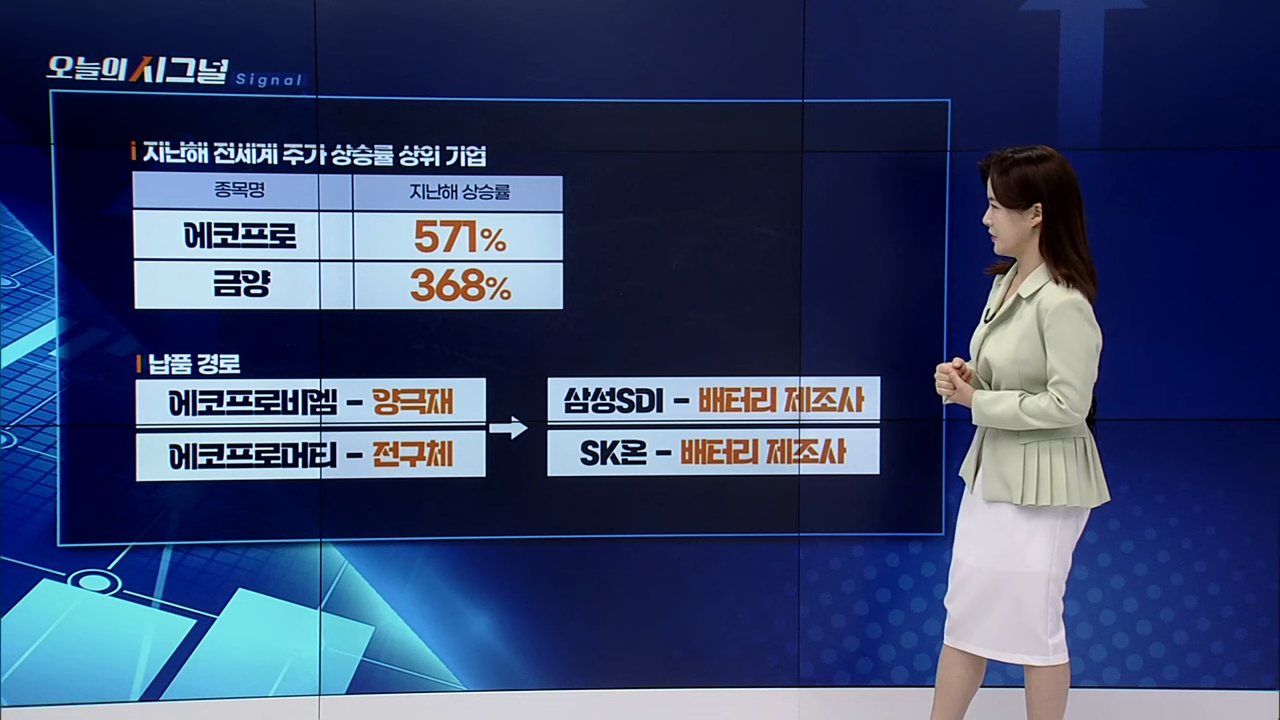 오늘의 시그널 Signal
지난해 전세계 주가 상승률 상위 기업
종목명 지난해 상승률
에코프로 571%
금양 368%
납품 경로
에코프로비엠 - 양극재 삼성SDI - 배터리 제조사
에코프로머티 - 전구체 SK온 - 배터리 제조사